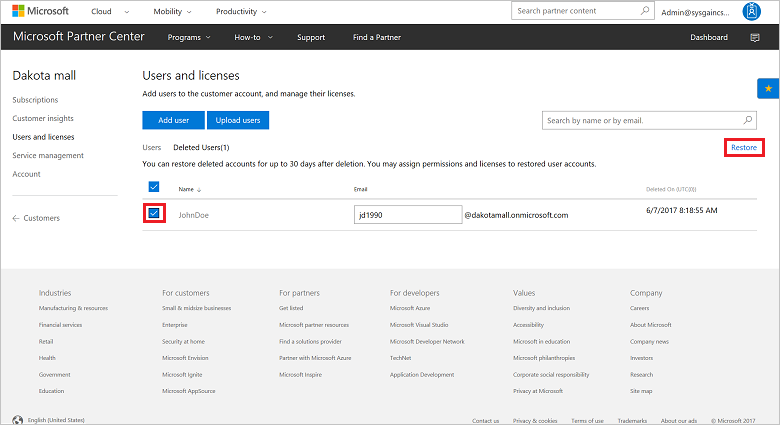 Microsoft Cloud Mobility Productivity Search partner content Admin@sysgaincs...
Microsoft Partner Center Programs How-to Support Find a Partner Dashboard
Dakota mall
Subscriptions
Customer insights
Users and licenses
Service management
Account
Customers
Users and licenses
Add users to the customer account, and manage their licenses.
Add user Upload users Search by name or by email.
Users Deleted Users(1) Restore
You can restore deleted accounts for up to 30 days after deletion. You may assign permissions and licenses to restored user accounts.
Name Email Deleted On (UTC(0))
JohnDoe jd1990 @dakotamall.onmicrosoft.com 6/7/2017 8:18:55 AM
Industries
Manufacturing & resources
Financial services
Retail
Health
Government
Education
For customers
Small & midsize businesses
Enterprise
Security at home
Microsoft Envision
Microsoft Ignite
Microsoft AppSource
For partners
Get listed
Microsoft partner resources
Find a solutions provider
Partner with Microsoft Azure
Microsoft Inspire
For developers
Microsoft Azure
Microsoft Visual Studio
Microsoft Developer Network
TechNet
Application Development
Values
Diversity and inclusion
Accessibility
Microsoft in education
Microsoft philanthropies
Corporate social responsibility
Privacy at Microsoft
Company
Careers
About Microsoft
Company news
Investors
Research
Site map
English (United States) Contact us Privacy & cookies Terms of use Trademarks About our ads © Microsoft 2017